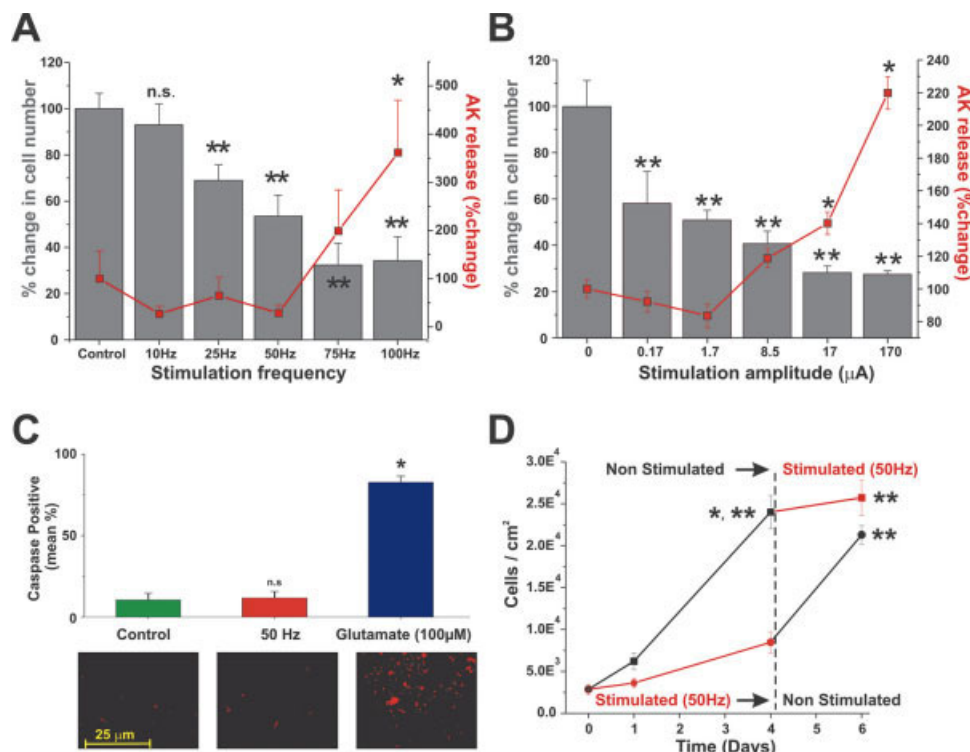 A
% change in cell number
120
100
80
60
40
20
0
n.s.
**
**
**
**
*
500
400
300
200
100
0
AK release (%change)
Control 10Hz 25Hz 50Hz 75Hz 100Hz
Stimulation frequency
B
% change in cell number
120
100
80
60
40
20
0
**
**
**
*
**
*
**
240
220
200
180
160
140
120
100
80
AK release (%change)
0 0.17 1.7 8.5 17 170
Stimulation amplitude (μA)
C
Caspase Positive
(mean %)
100
50
0
n.s
*
Control 50 Hz Glutamate (100μM)
25 μm
D
Cells / cm²
3.0E⁴
2.5E⁴
2.0E⁴
1.5E⁴
1.0E⁴
5.0E³
0.0
Non Stimulated Stimulated (50Hz)
*, **
**
**
Stimulated (50Hz) Non Stimulated
0 1 2 3 4 5 6
Time (Days)